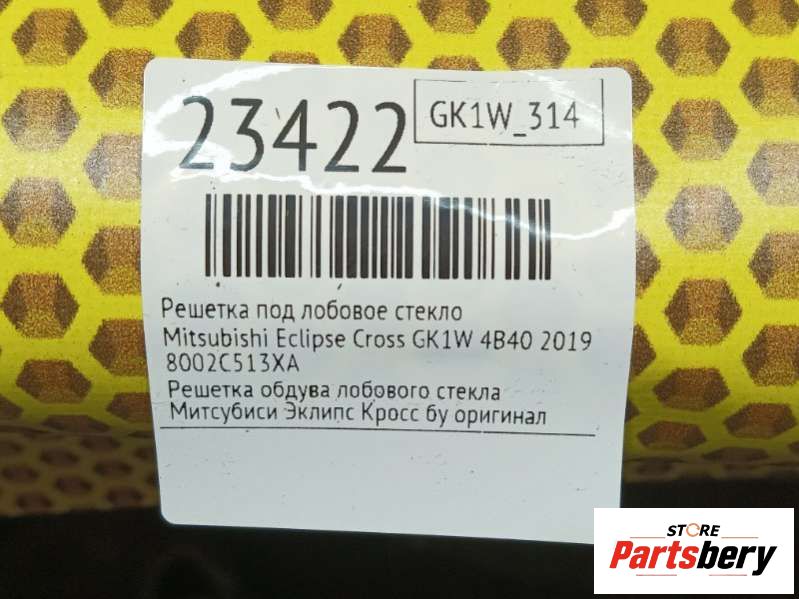 23422
GK1W_314
Решетка под лобовое стекло
Mitsubishi Eclipse Cross GK1W 4B40 2019
8002C513XA
Решетка обдува лобового стекла
Митсубиси Эклипс Кросс бу оригинал
STORE
Partsbery